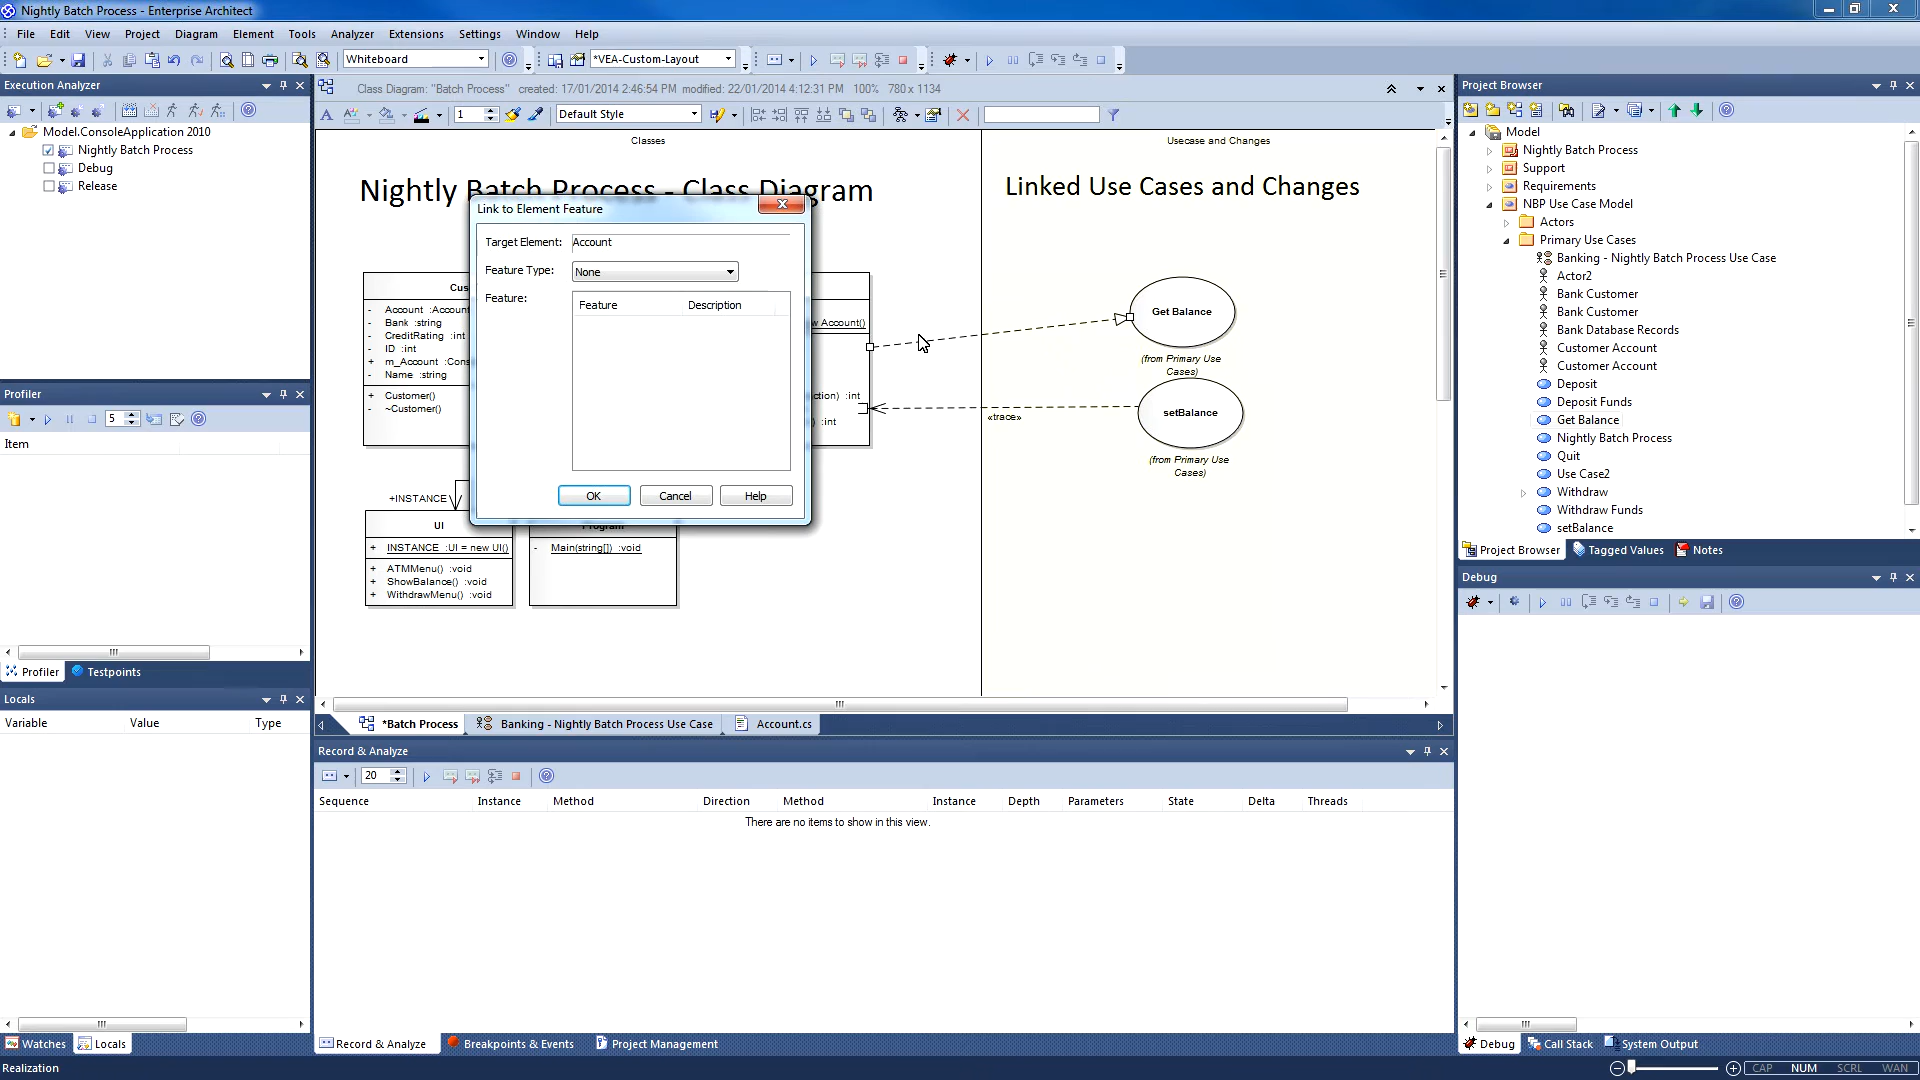 Nightly Batch Process - Enterprise Architect
File Edit View Project Diagram Element Tools Analyzer Extensions Settings Window Help
Whiteboard *VEA-Custom-Layout
Execution Analyzer
Model.ConsoleApplication 2010
Nightly Batch Process
Debug
Release
Profiler
5
Item
Profiler Testpoints
Locals
Variable Value Type
Watches Locals
Class Diagram: "Batch Process" created: 17/01/2014 2:46:54 PM modified: 22/01/2014 4:12:31 PM 100% 780 x 1134
1 Default Style
Classes
Usecase and Changes
Nightly Batch Process - Class Diagram
Linked Use Cases and Changes
Link to Element Feature
Target Element: Account
Feature Type: None
Feature:
Feature Description
OK Cancel Help
Cus
- Account :Account
- Bank :string
- CreditRating :int
- ID :int
+ m_Account :Cons
- Name :string
+ Customer()
- ~Customer()
w Account()
ction) :int
) :int
Get Balance
(from Primary Use
Cases)
«trace»
setBalance
(from Primary Use
Cases)
+INSTANCE
UI
+ INSTANCE :UI = new UI()
+ ATMMenu() :void
+ ShowBalance() :void
+ WithdrawMenu() :void
Program
- Main(string[]) :void
*Batch Process Banking - Nightly Batch Process Use Case Account.cs
Record & Analyze
20
Sequence Instance Method Direction Method Instance Depth Parameters State Delta Threads
There are no items to show in this view.
Record & Analyze Breakpoints & Events Project Management
Project Browser
Model
Nightly Batch Process
Support
Requirements
NBP Use Case Model
Actors
Primary Use Cases
Banking - Nightly Batch Process Use Case
Actor2
Bank Customer
Bank Customer
Bank Database Records
Customer Account
Customer Account
Deposit
Deposit Funds
Get Balance
Nightly Batch Process
Quit
Use Case2
Withdraw
Withdraw Funds
setBalance
Project Browser Tagged Values Notes
Debug
Debug Call Stack System Output
Realization
CAP NUM SCRL WAN